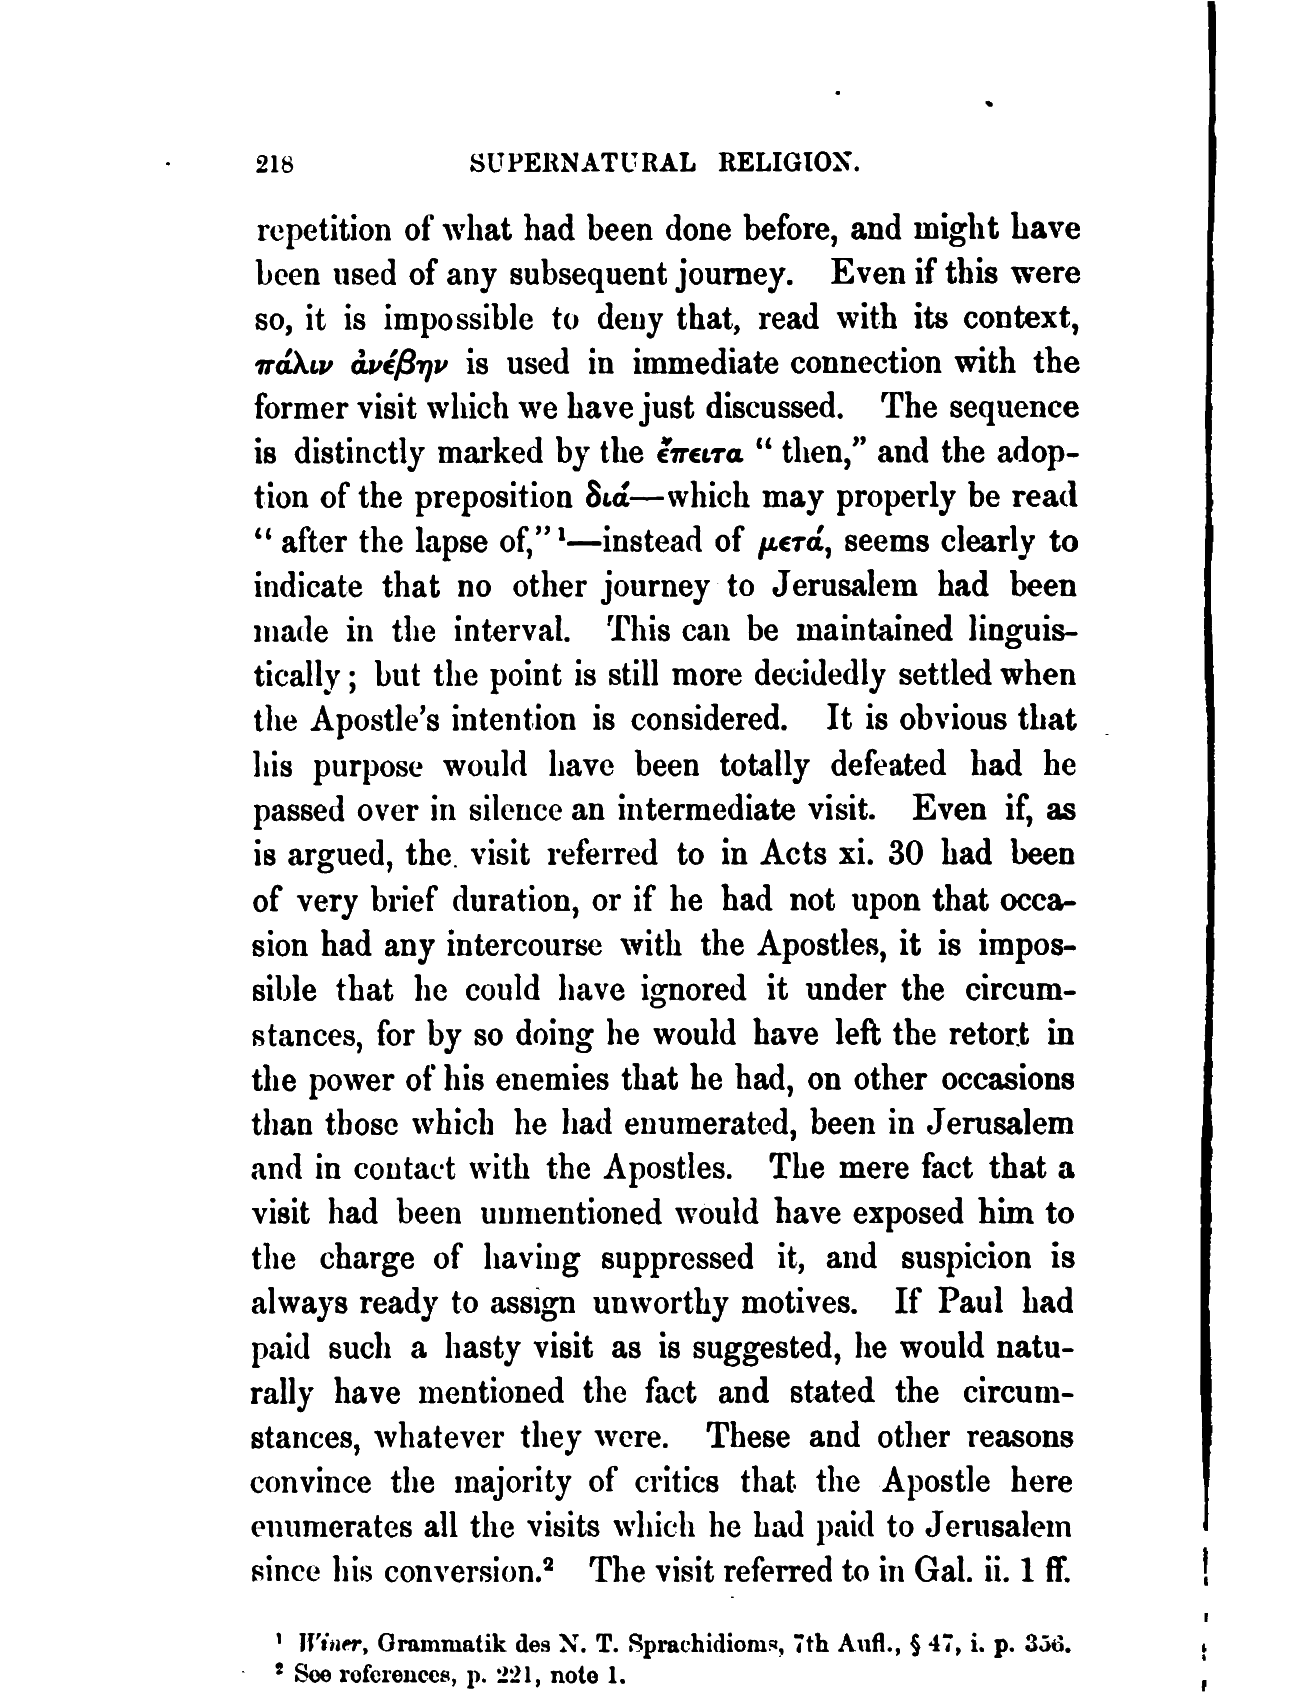 218 SUPERNATURAL RELIGION.
repetition of what had been done before, and might have
been used of any subsequent journey. Even if this were
so, it is impossible to deny that, read with its context,
πάλιν ἀνέβην is used in immediate connection with the
former visit which we have just discussed. The sequence
is distinctly marked by the ἔπειτα “ then,” and the adop-
tion of the preposition διά—which may properly be read
“ after the lapse of,” ¹—instead of μετά, seems clearly to
indicate that no other journey to Jerusalem had been
made in the interval. This can be maintained linguis-
tically ; but the point is still more decidedly settled when
the Apostle’s intention is considered. It is obvious that
his purpose would have been totally defeated had he
passed over in silence an intermediate visit. Even if, as
is argued, the visit referred to in Acts xi. 30 had been
of very brief duration, or if he had not upon that occa-
sion had any intercourse with the Apostles, it is impos-
sible that he could have ignored it under the circum-
stances, for by so doing he would have left the retort in
the power of his enemies that he had, on other occasions
than those which he had enumerated, been in Jerusalem
and in contact with the Apostles. The mere fact that a
visit had been unmentioned would have exposed him to
the charge of having suppressed it, and suspicion is
always ready to assign unworthy motives. If Paul had
paid such a hasty visit as is suggested, he would natu-
rally have mentioned the fact and stated the circum-
stances, whatever they were. These and other reasons
convince the majority of critics that the Apostle here
enumerates all the visits which he had paid to Jerusalem
since his conversion.² The visit referred to in Gal. ii. 1 ff.
¹ Winer, Grammatik des N. T. Sprachidioms, 7th Aufl., § 47, i. p. 356.
² See references, p. 221, note 1.